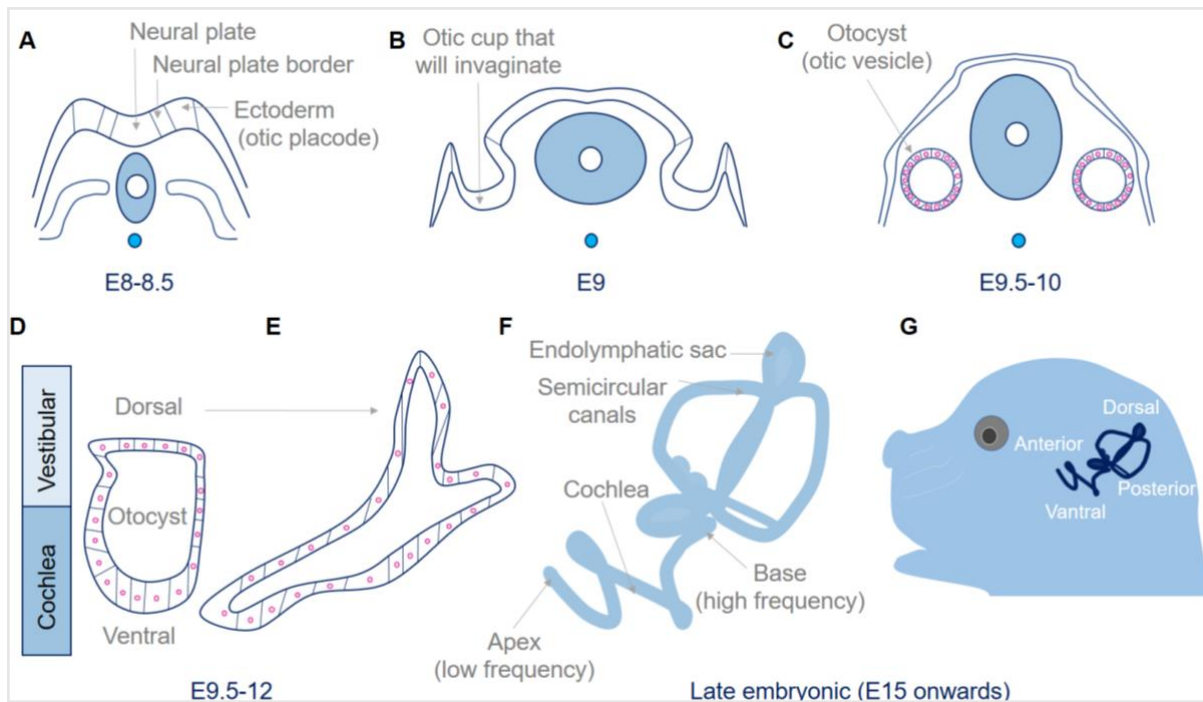 A
Neural plate
Neural plate border
Ectoderm
(otic placode)
E8-8.5
B
Otic cup that
will invaginate
E9
C
Otocyst
(otic vesicle)
E9.5-10
D
Vestibular
Cochlea
Dorsal
Otocyst
Ventral
E
E9.5-12
F
Endolymphatic sac
Semicircular
canals
Cochlea
Base
(high frequency)
Apex
(low frequency)
G
Dorsal
Anterior
Posterior
Vantral
Late embryonic (E15 onwards)